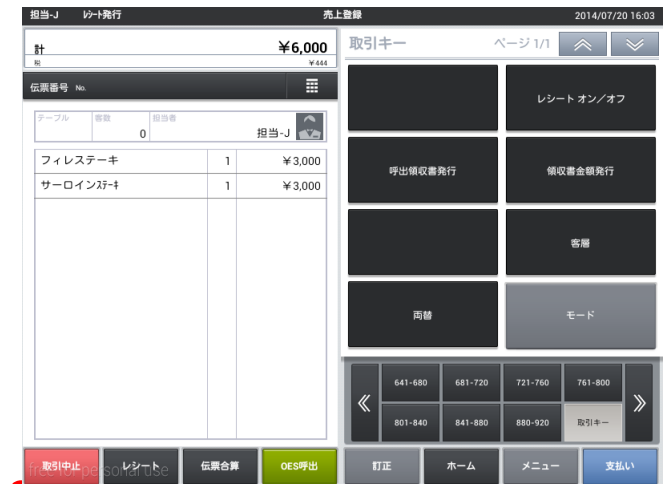 担当-J ﾚｼｰﾄ発行 売上登録 2014/07/20 16:03
計 ¥6,000
税 ¥444
伝票番号 No.
テーブル 客数 担当者
0 担当-J
フィレステーキ 1 ¥3,000
サーロインｽﾃｰｷ 1 ¥3,000
取引キー ページ 1/1
レシート オン／オフ
呼出領収書発行 領収書金額発行
客層
両替 モード
641-680 681-720 721-760 761-800
801-840 841-880 880-920 取引キー
取引中止 レシート 伝票合算 OES呼出 訂正 ホーム メニュー 支払い
free for personal use